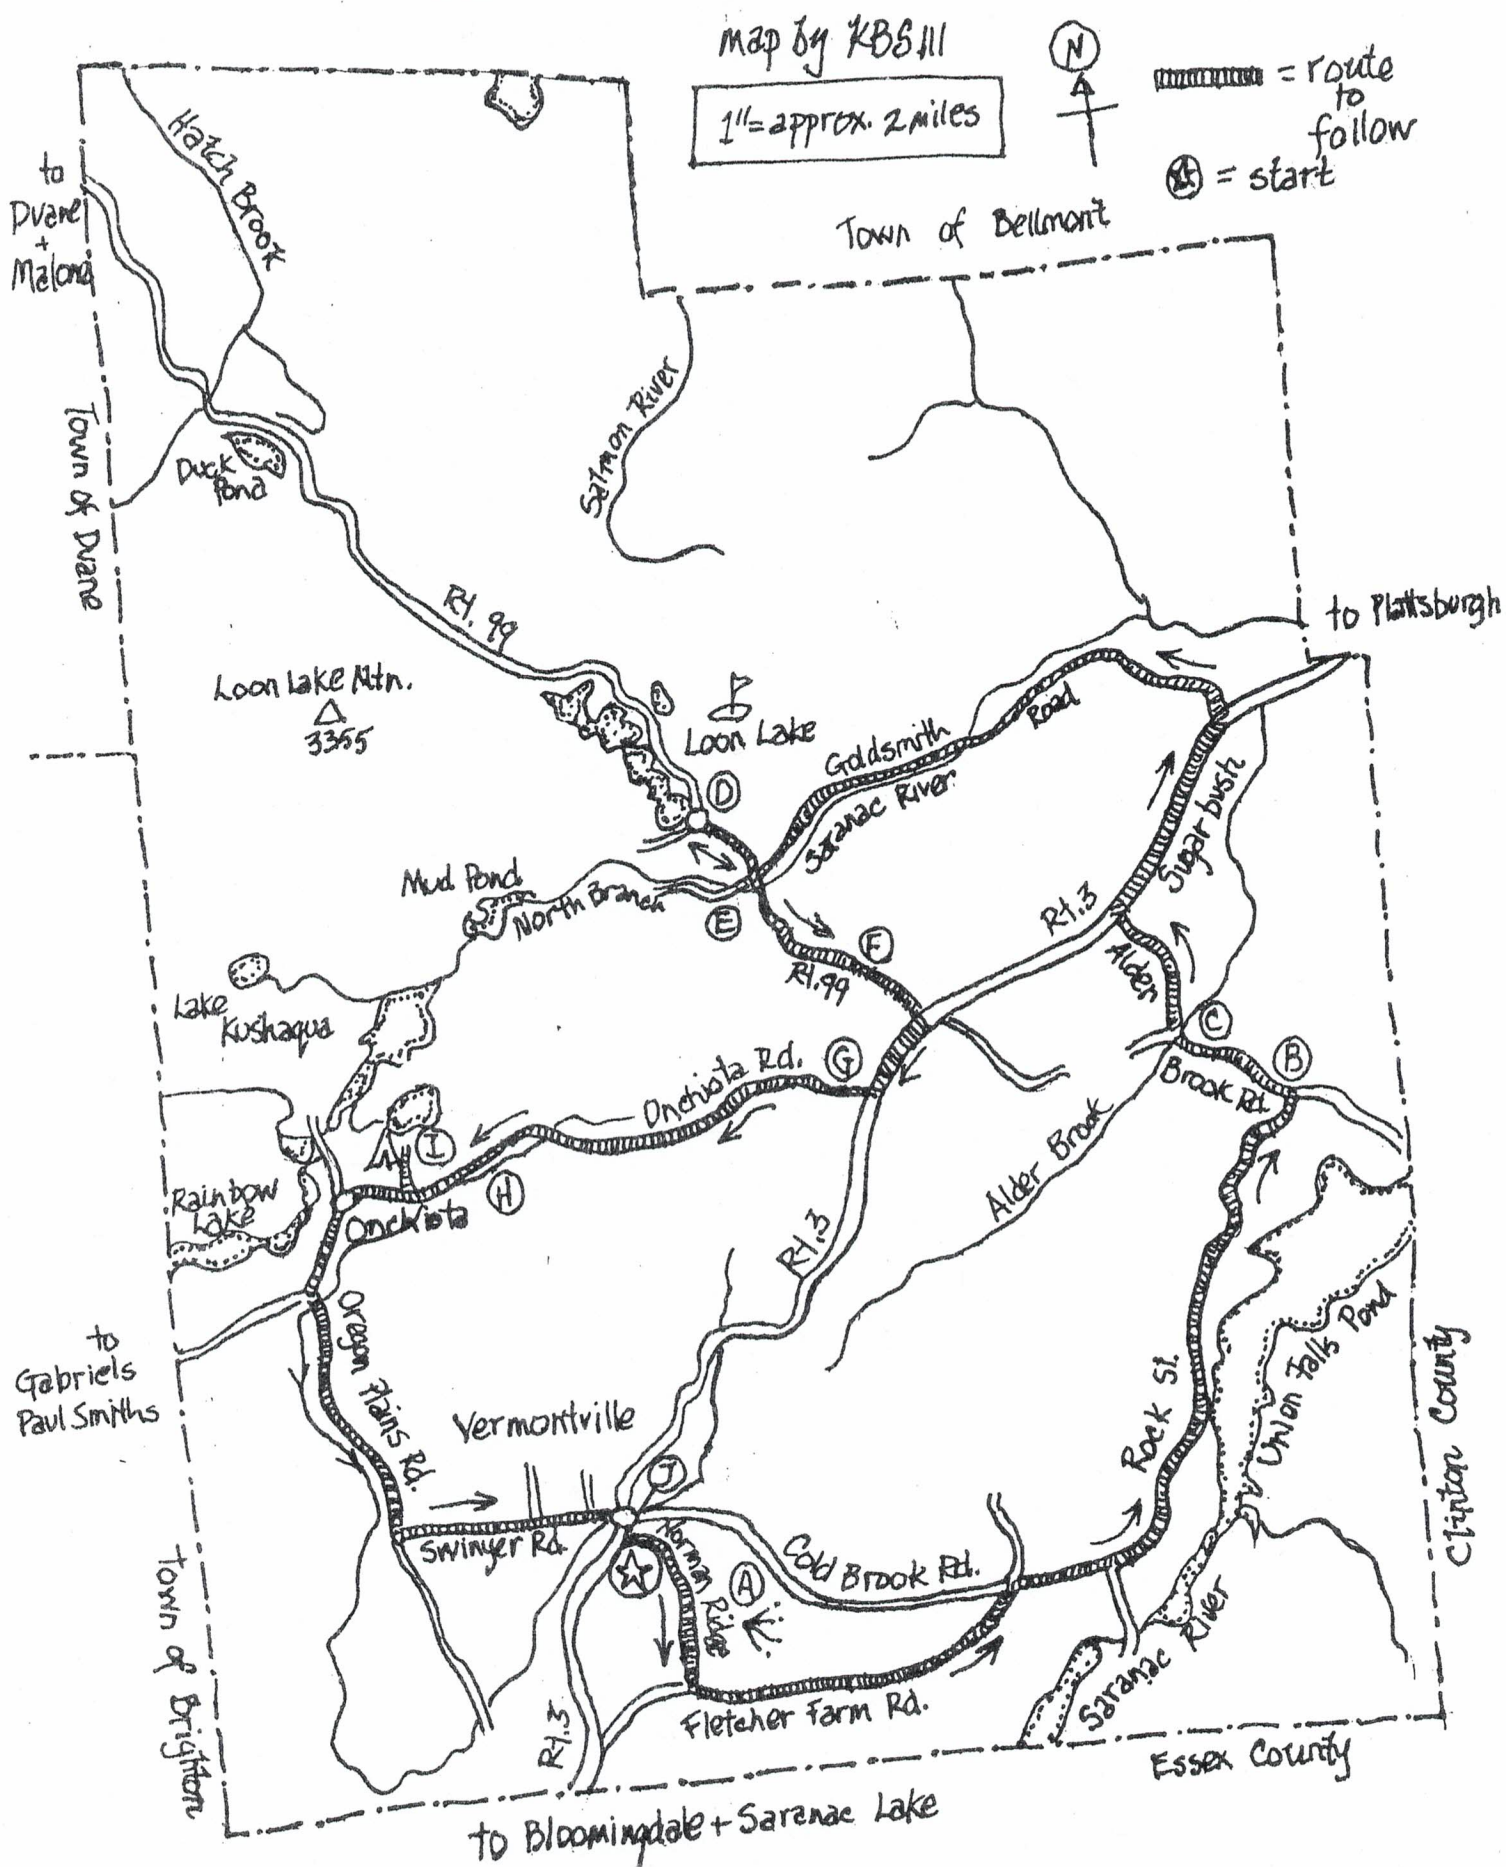 map by KBSIII
1"=approx. 2 miles
N
= route
to
follow
= start
Town of Bellmont
to
Duane
+
Malone
Hatch Brook
Town of Duane
Duck
Pond
Salmon River
Rt. 99
Loon Lake Mtn.
3355
Loon Lake
to Plattsburgh
Goldsmith
Road
Saranac River
Sugar bush
D
Mud Pond
North Branch
E
F
Rt.99
Rt.3
Alder
C
B
Brook Rd.
Lake
Kushaqua
G
Onchiota Rd.
I
H
Rainbow
Lake
Onchiota
Alder Brook
Rt.3
to
Gabriels
Paul Smiths
Oregon Plains Rd.
Vermontville
J
Swinyer Rd.
Norman Ridge
A
Cold Brook Rd.
Rock St.
Union Falls Pond
Clinton County
Saranac River
Fletcher Farm Rd.
Rt.3
Town of Brighton
Essex County
to Bloomingdale + Saranac Lake